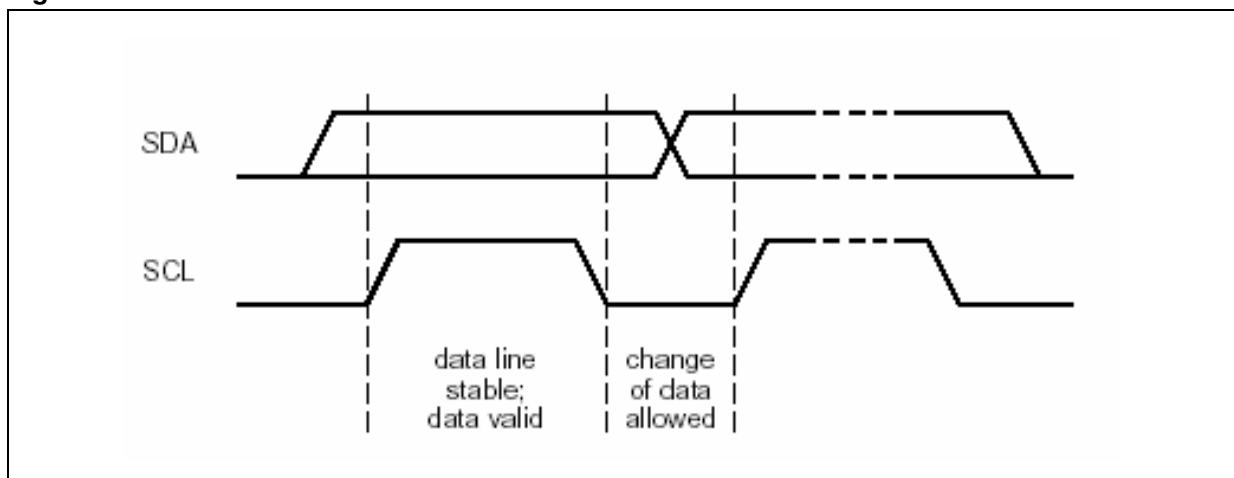 SDA
SCL
data line
stable;
data valid
change
of data
allowed